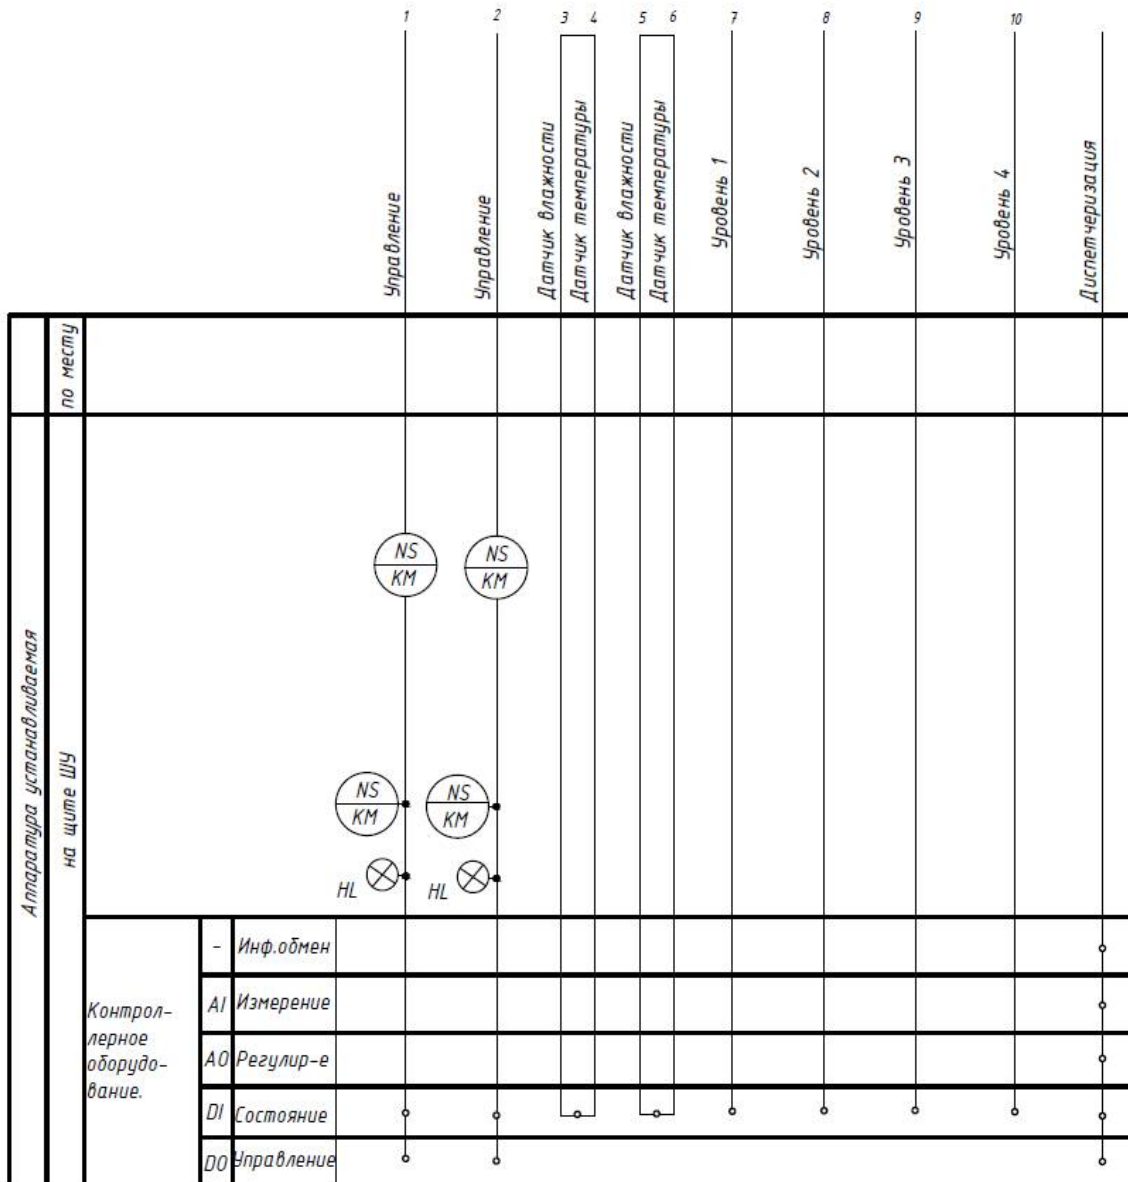 1 2 3 4 5 6 7 8 9 10
Управление
Управление
Датчик влажности
Датчик температуры
Датчик влажности
Датчик температуры
Уровень 1
Уровень 2
Уровень 3
Уровень 4
Диспетчеризация
по месту
Аппаратура устанавливаемая
на щите ШУ
NS
KM
NS
KM
NS
KM
NS
KM
HL
HL
Контрол-
лерное
оборудо-
вание.
- Инф.обмен
AI Измерение
AO Регулир-е
DI Состояние
DO Управление